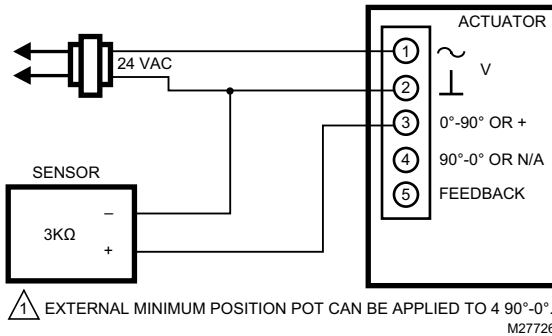 ACTUATOR
24 VAC
1
V
2
3 0°-90° OR +
4 90°-0° OR N/A
5 FEEDBACK
SENSOR
3KΩ
–
+
1 EXTERNAL MINIMUM POSITION POT CAN BE APPLIED TO 4 90°-0°.
M27726